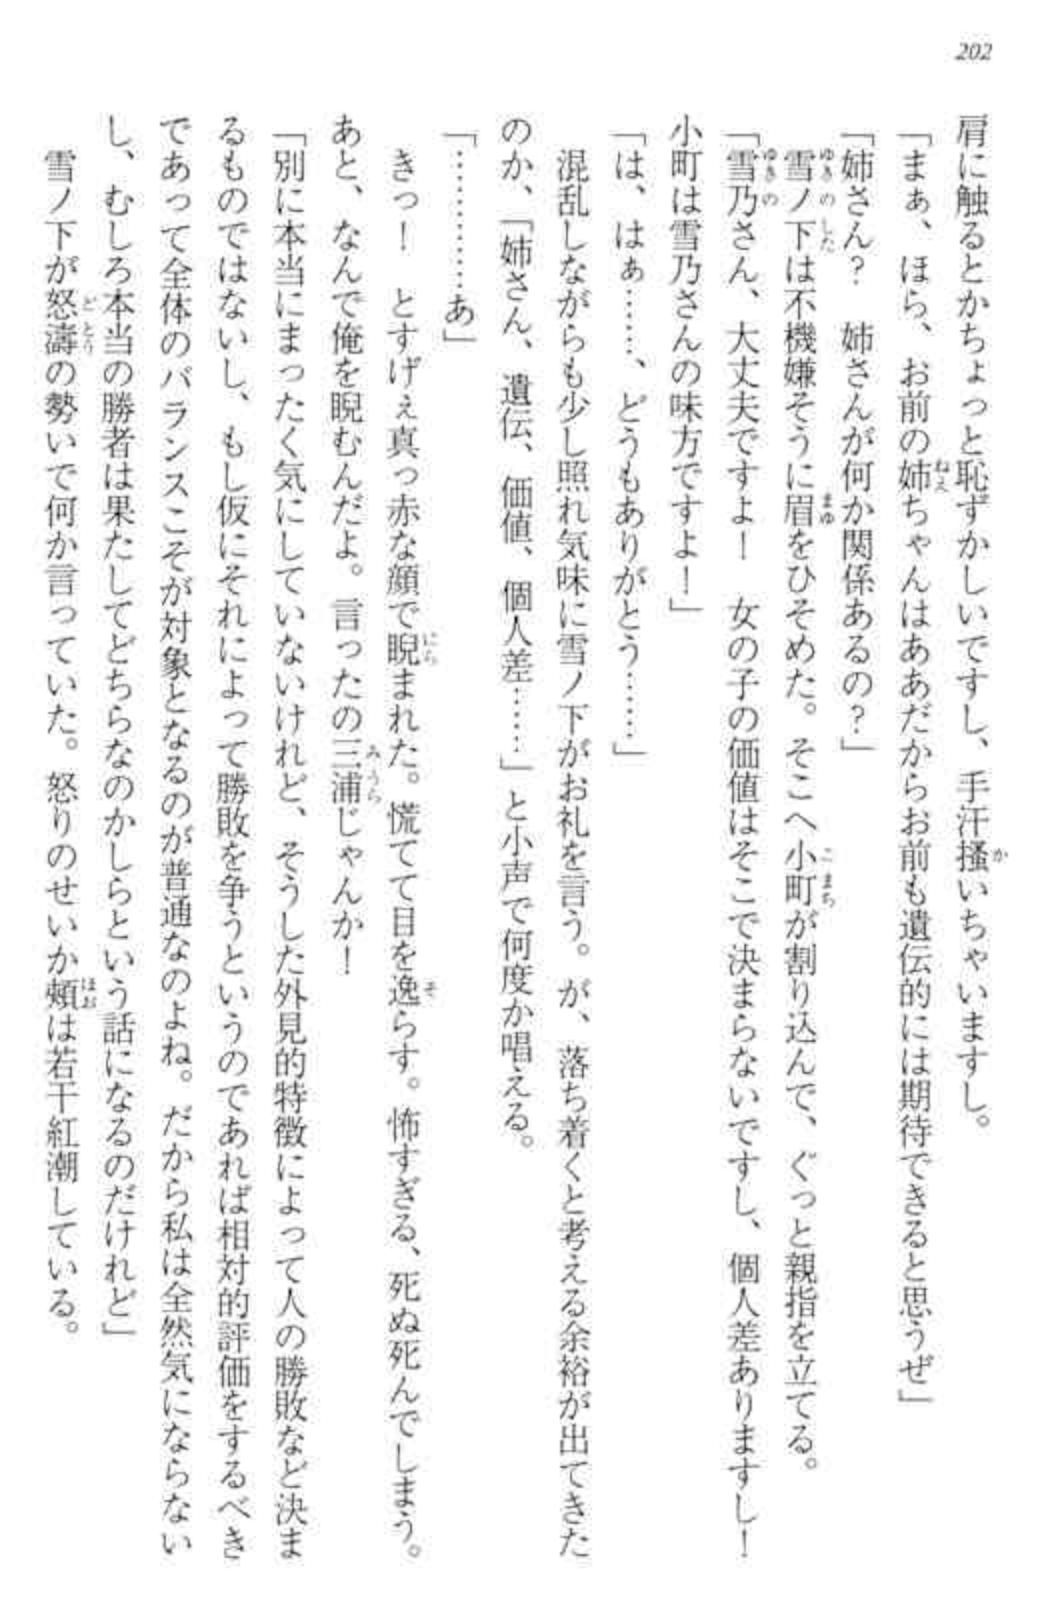 202
肩に触るとかちょっと恥ずかしいですし、手汗掻いちゃいますし。
「まぁ、ほら、お前の姉ちゃんはああだからお前も遺伝的には期待できると思うぜ」
「姉さん？　姉さんが何か関係あるの？」
　雪ノ下は不機嫌そうに眉をひそめた。そこへ小町が割り込んで、ぐっと親指を立てる。
「雪乃さん、大丈夫ですよ！　女の子の価値はそこで決まらないですし、個人差ありますし！
小町は雪乃さんの味方ですよ！」
「は、はぁ……、どうもありがとう……」
　混乱しながらも少し照れ気味に雪ノ下がお礼を言う。が、落ち着くと考える余裕が出てきた
のか、「姉さん、遺伝、価値、個人差……」と小声で何度か唱える。
「…………あ」
　きっ！　とすげぇ真っ赤な顔で睨まれた。慌てて目を逸らす。怖すぎる、死ぬ死んでしまう。
あと、なんで俺を睨むんだよ。言ったの三浦じゃんか！
「別に本当にまったく気にしていないけれど、そうした外見的特徴によって人の勝敗など決ま
るものではないし、もし仮にそれによって勝敗を争うというのであれば相対的評価をするべき
であって全体のバランスこそが対象となるのが普通なのよね。だから私は全然気にならない
し、むしろ本当の勝者は果たしてどちらなのかしらという話になるのだけれど」
　雪ノ下が怒濤の勢いで何か言っていた。怒りのせいか頬は若干紅潮している。